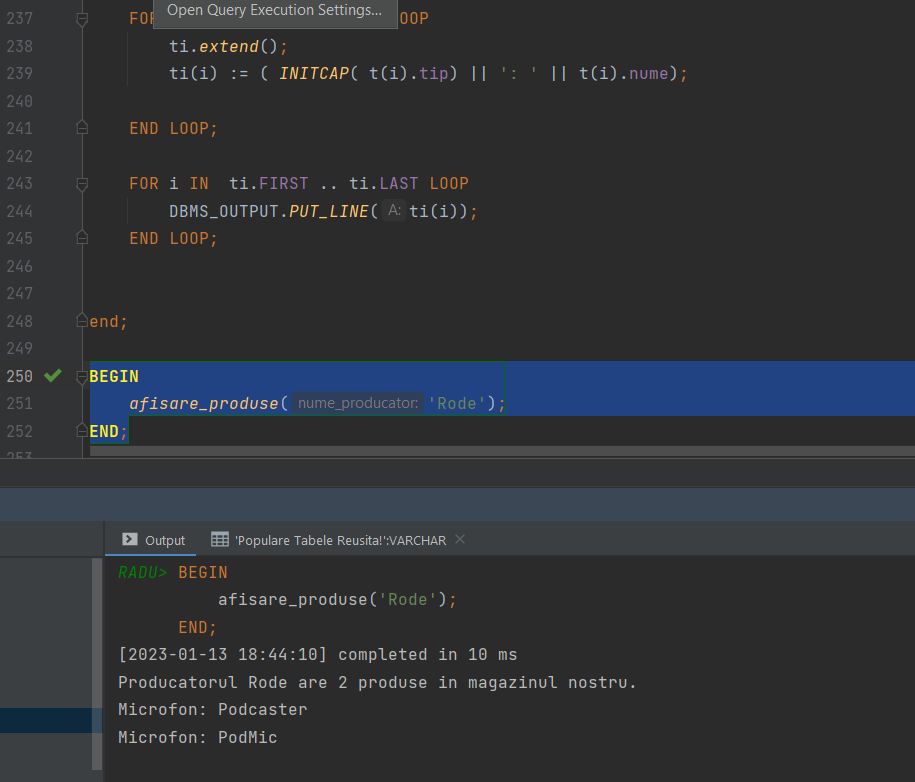 Open Query Execution Settings...
237 FOR OOP
238 ti.extend();
239 ti(i) := ( INITCAP( t(i).tip) || ': ' || t(i).nume);
240
241 END LOOP;
242
243 FOR i IN  ti.FIRST .. ti.LAST LOOP
244 DBMS_OUTPUT.PUT_LINE( A: ti(i));
245 END LOOP;
246
247
248 end;
249
250 BEGIN
251 afisare_produse( nume_producator: 'Rode');
252 END;
253
Output 'Populare Tabele Reusita!':VARCHAR
RADU> BEGIN
afisare_produse('Rode');
END;
[2023-01-13 18:44:10] completed in 10 ms
Producatorul Rode are 2 produse in magazinul nostru.
Microfon: Podcaster
Microfon: PodMic